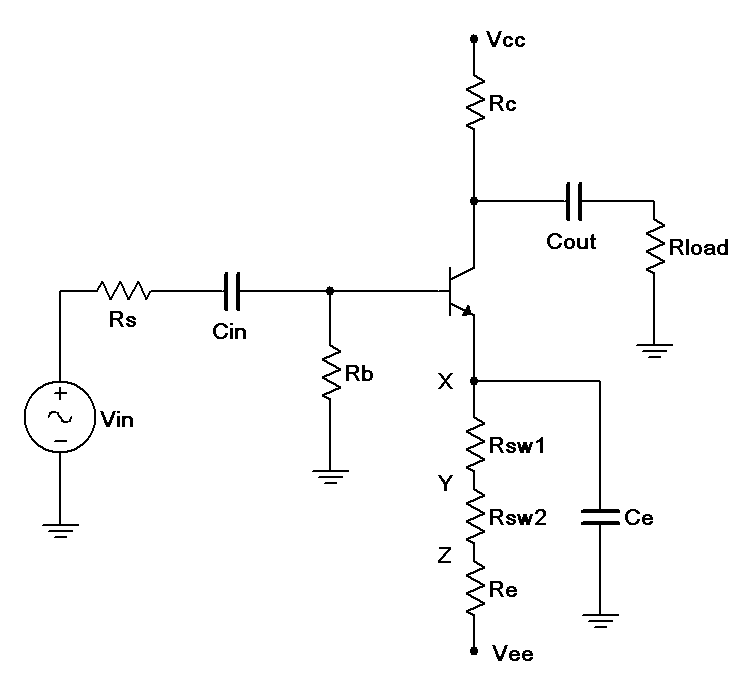 Vcc
Rc
Cout
Rload
Rs
Cin
Rb
X
Vin
+
~
−
Rsw1
Y
Rsw2
Ce
Z
Re
Vee